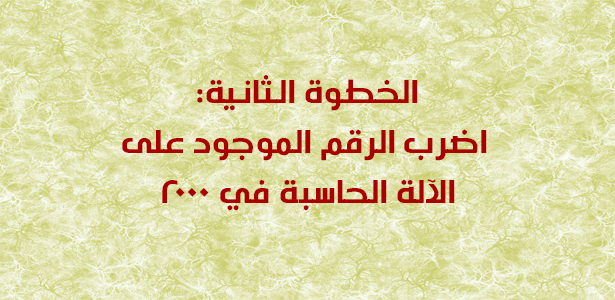 الخطوة الثانية:
اضرب الرقم الموجود على
الآلة الحاسبة في ٢٠٠٠